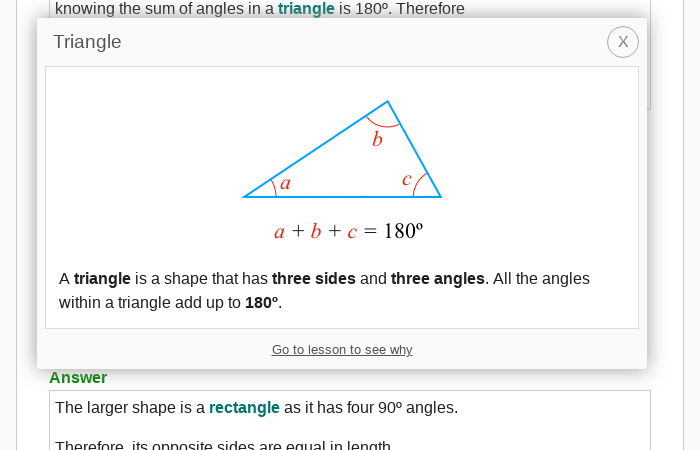 knowing the sum of angles in a triangle is 180º. Therefore
Triangle
X
b
a
c
a + b + c = 180º
A triangle is a shape that has three sides and three angles. All the angles
within a triangle add up to 180º.
Go to lesson to see why
Answer
The larger shape is a rectangle as it has four 90º angles.
Therefore, its opposite sides are equal in length.